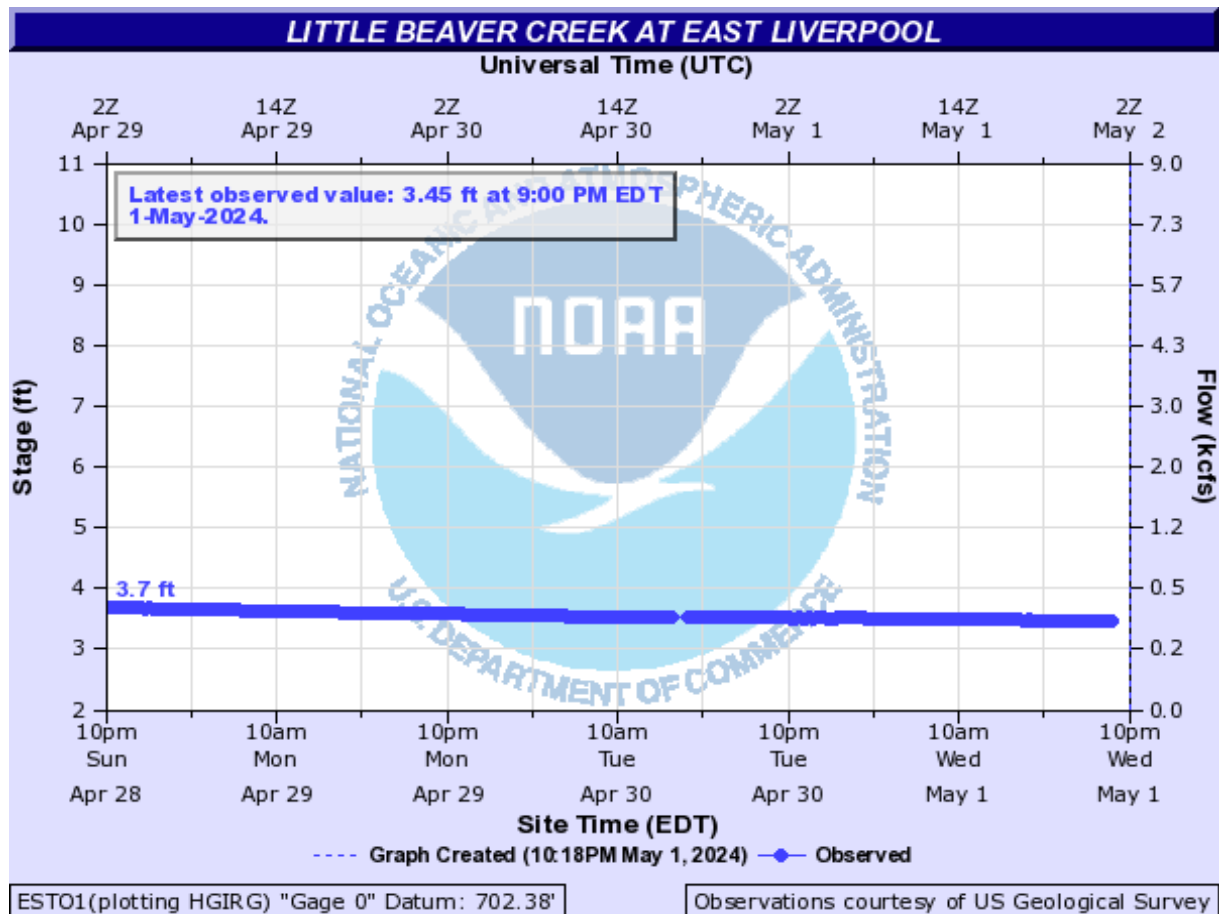 LITTLE BEAVER CREEK AT EAST LIVERPOOL
Universal Time (UTC)
2Z 14Z 2Z 14Z 2Z 14Z 2Z
Apr 29 Apr 29 Apr 30 Apr 30 May 1 May 1 May 2
Latest observed value: 3.45 ft at 9:00 PM EDT
1-May-2024.
11 9.0
10 7.3
9 5.7
8 4.3
7 3.0
6 2.0
5 1.2
4 0.5
3 0.2
2 0.0
Stage (ft)
Flow (kcfs)
3.7 ft
NATIONAL OCEANIC AND ATMOSPHERIC ADMINISTRATION
NOAA
U.S. DEPARTMENT OF COMMERCE
10pm 10am 10pm 10am 10pm 10am 10pm
Sun Mon Mon Tue Tue Wed Wed
Apr 28 Apr 29 Apr 29 Apr 30 Apr 30 May 1 May 1
Site Time (EDT)
Graph Created (10:18PM May 1, 2024) Observed
ESTO1(plotting HGIRG) "Gage 0" Datum: 702.38' Observations courtesy of US Geological Survey